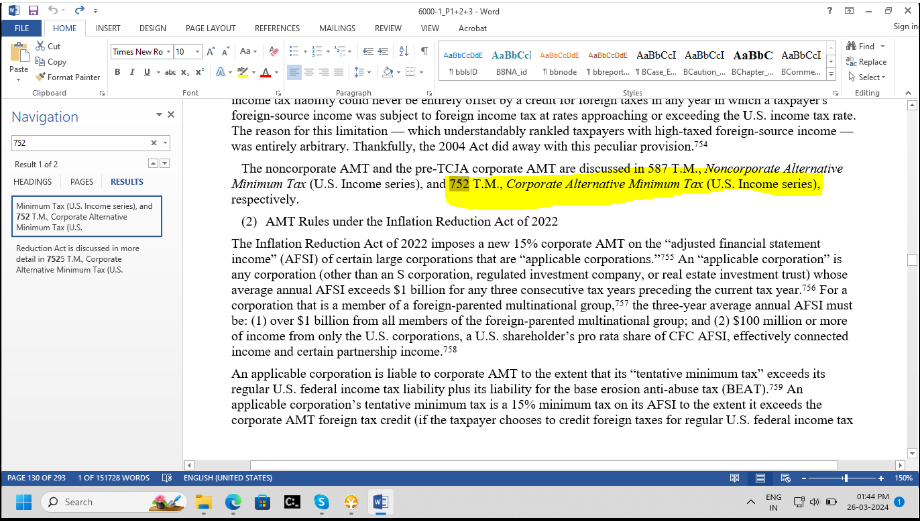 6000-1_P1+2+3 - Word
Sign in
FILE HOME INSERT DESIGN PAGE LAYOUT REFERENCES MAILINGS REVIEW VIEW Acrobat
Paste
Cut
Copy
Format Painter
Clipboard
Times New Ro 10
Font
Paragraph
AaBbCcDdE AaBbCcI AaBbCcDdE AaBbCcDdE AaBbCcI AaBbCcI AaBbC AaBbCcI
¶ bbIsID BBNA_id ¶ bbnode ¶ bbreport... ¶ BCase_E... BCaution_... BChapter_... BComme...
Styles
Find
Replace
Select
Editing
Navigation
752
Result 1 of 2
HEADINGS PAGES RESULTS
Minimum Tax (U.S. Income series), and
752 T.M., Corporate Alternative
Minimum Tax (U.S.
Reduction Act is discussed in more
detail in 7525 T.M., Corporate
Alternative Minimum Tax (U.S.
income tax liability could never be entirely offset by a credit for foreign taxes in any year in which a taxpayer's
foreign-source income was subject to foreign income tax at rates approaching or exceeding the U.S. income tax rate.
The reason for this limitation — which understandably rankled taxpayers with high-taxed foreign-source income —
was entirely arbitrary. Thankfully, the 2004 Act did away with this peculiar provision.754
The noncorporate AMT and the pre-TCJA corporate AMT are discussed in 587 T.M., Noncorporate Alternative
Minimum Tax (U.S. Income series), and 752 T.M., Corporate Alternative Minimum Tax (U.S. Income series),
respectively.
(2) AMT Rules under the Inflation Reduction Act of 2022
The Inflation Reduction Act of 2022 imposes a new 15% corporate AMT on the “adjusted financial statement
income” (AFSI) of certain large corporations that are “applicable corporations.”755 An “applicable corporation” is
any corporation (other than an S corporation, regulated investment company, or real estate investment trust) whose
average annual AFSI exceeds $1 billion for any three consecutive tax years preceding the current tax year.756 For a
corporation that is a member of a foreign-parented multinational group,757 the three-year average annual AFSI must
be: (1) over $1 billion from all members of the foreign-parented multinational group; and (2) $100 million or more
of income from only the U.S. corporations, a U.S. shareholder's pro rata share of CFC AFSI, effectively connected
income and certain partnership income.758
An applicable corporation is liable to corporate AMT to the extent that its “tentative minimum tax” exceeds its
regular U.S. federal income tax liability plus its liability for the base erosion anti-abuse tax (BEAT).759 An
applicable corporation's tentative minimum tax is a 15% minimum tax on its AFSI to the extent it exceeds the
corporate AMT foreign tax credit (if the taxpayer chooses to credit foreign taxes for regular U.S. federal income tax
PAGE 130 OF 293 1 OF 151728 WORDS ENGLISH (UNITED STATES) 150%
Search
ENG
IN
01:44 PM
26-03-2024
1